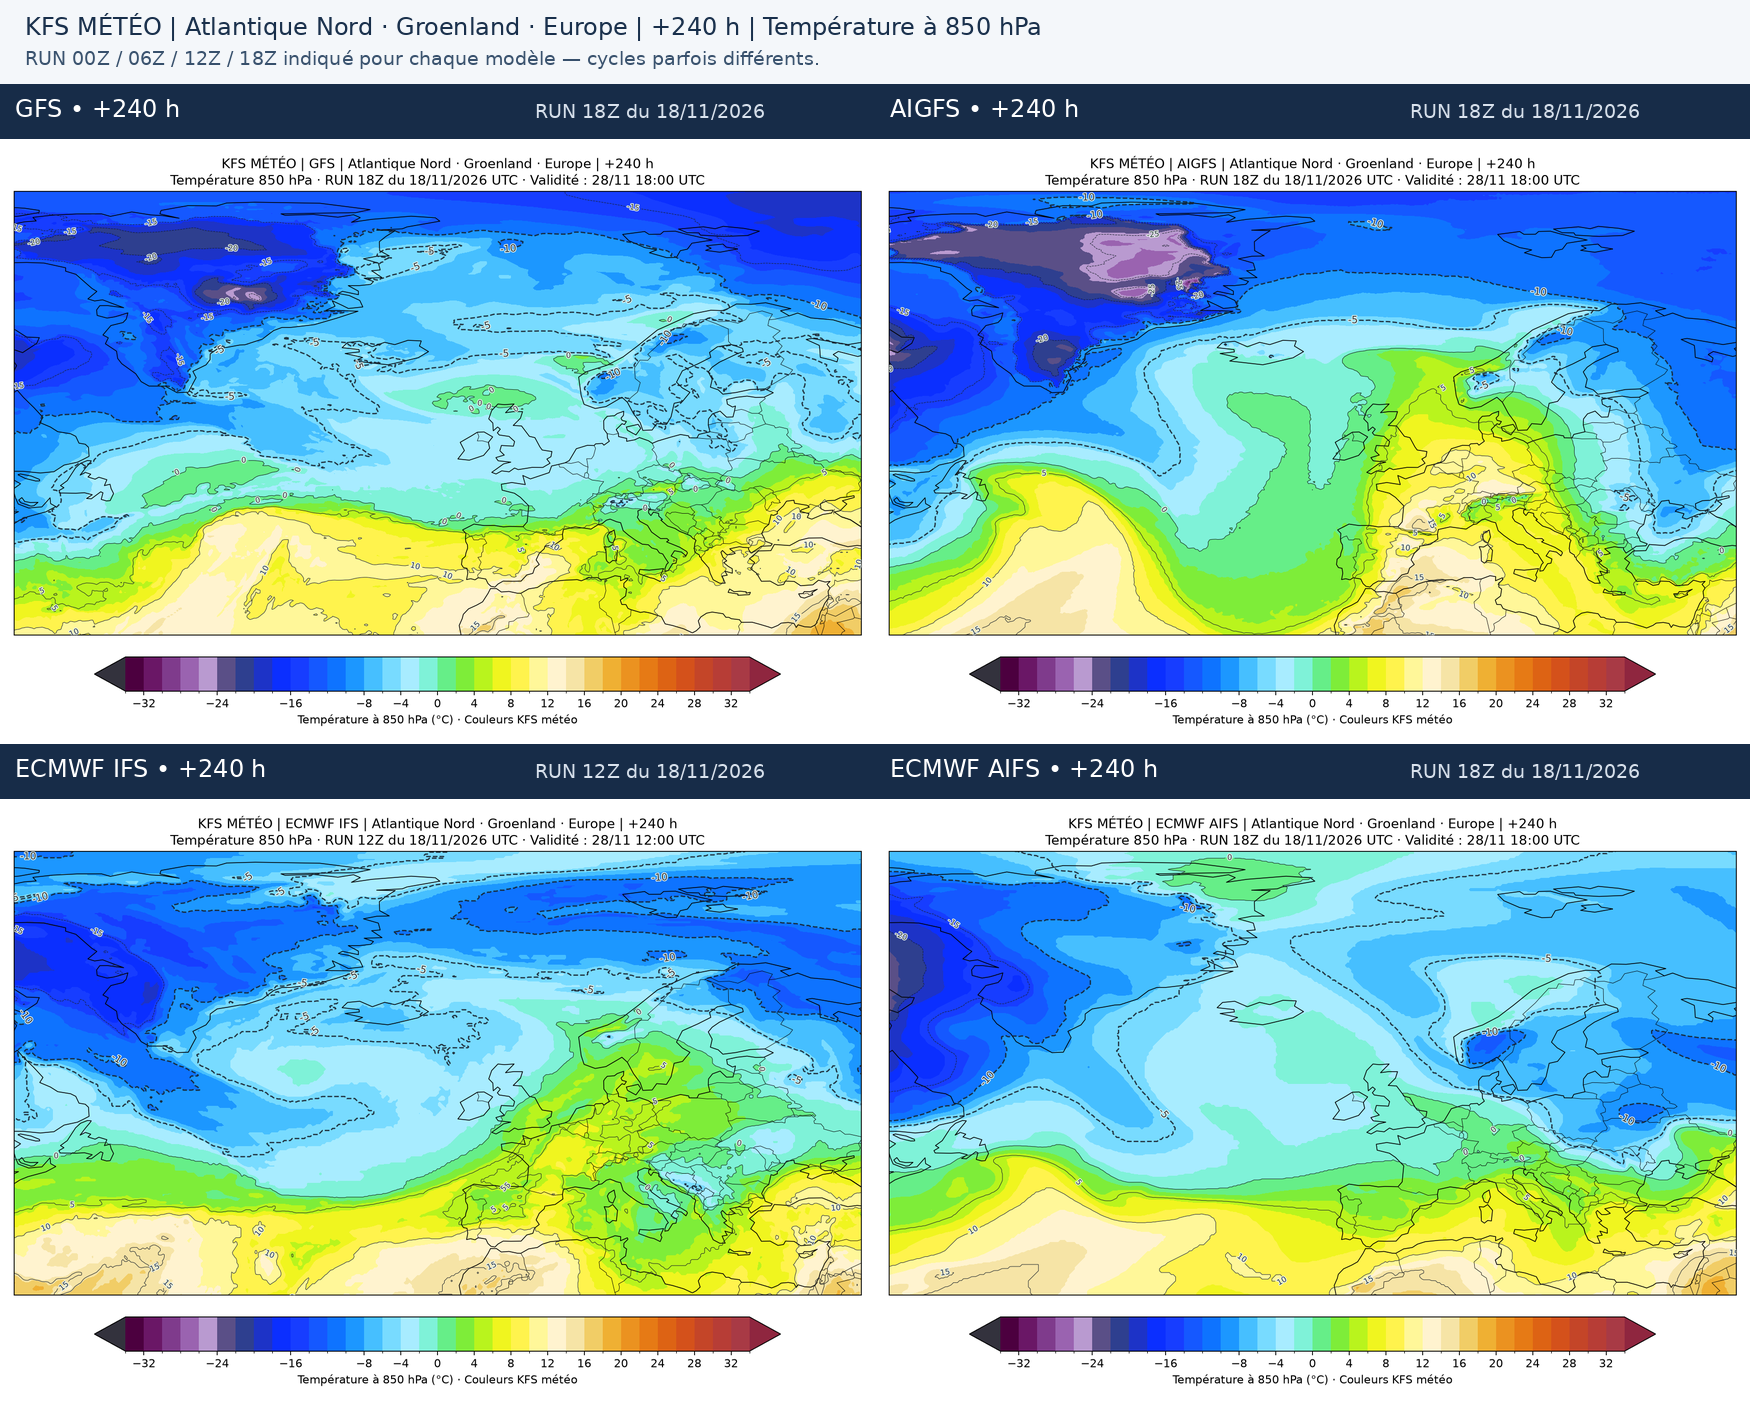 KFS MÉTÉO | Atlantique Nord · Groenland · Europe | +240 h | Température à 850 hPa
RUN 00Z / 06Z / 12Z / 18Z indiqué pour chaque modèle — cycles parfois différents.
GFS • +240 h
RUN 18Z du 18/11/2026
AIGFS • +240 h
RUN 18Z du 18/11/2026
KFS MÉTÉO | GFS | Atlantique Nord · Groenland · Europe | +240 h
Température 850 hPa · RUN 18Z du 18/11/2026 UTC · Validité : 28/11 18:00 UTC
KFS MÉTÉO | AIGFS | Atlantique Nord · Groenland · Europe | +240 h
Température 850 hPa · RUN 18Z du 18/11/2026 UTC · Validité : 28/11 18:00 UTC
−32 −24 −16 −8 −4 0 4 8 12 16 20 24 28 32
Température à 850 hPa (°C) · Couleurs KFS météo
−32 −24 −16 −8 −4 0 4 8 12 16 20 24 28 32
Température à 850 hPa (°C) · Couleurs KFS météo
ECMWF IFS • +240 h
RUN 12Z du 18/11/2026
ECMWF AIFS • +240 h
RUN 18Z du 18/11/2026
KFS MÉTÉO | ECMWF IFS | Atlantique Nord · Groenland · Europe | +240 h
Température 850 hPa · RUN 12Z du 18/11/2026 UTC · Validité : 28/11 12:00 UTC
KFS MÉTÉO | ECMWF AIFS | Atlantique Nord · Groenland · Europe | +240 h
Température 850 hPa · RUN 18Z du 18/11/2026 UTC · Validité : 28/11 18:00 UTC
−32 −24 −16 −8 −4 0 4 8 12 16 20 24 28 32
Température à 850 hPa (°C) · Couleurs KFS météo
−32 −24 −16 −8 −4 0 4 8 12 16 20 24 28 32
Température à 850 hPa (°C) · Couleurs KFS météo